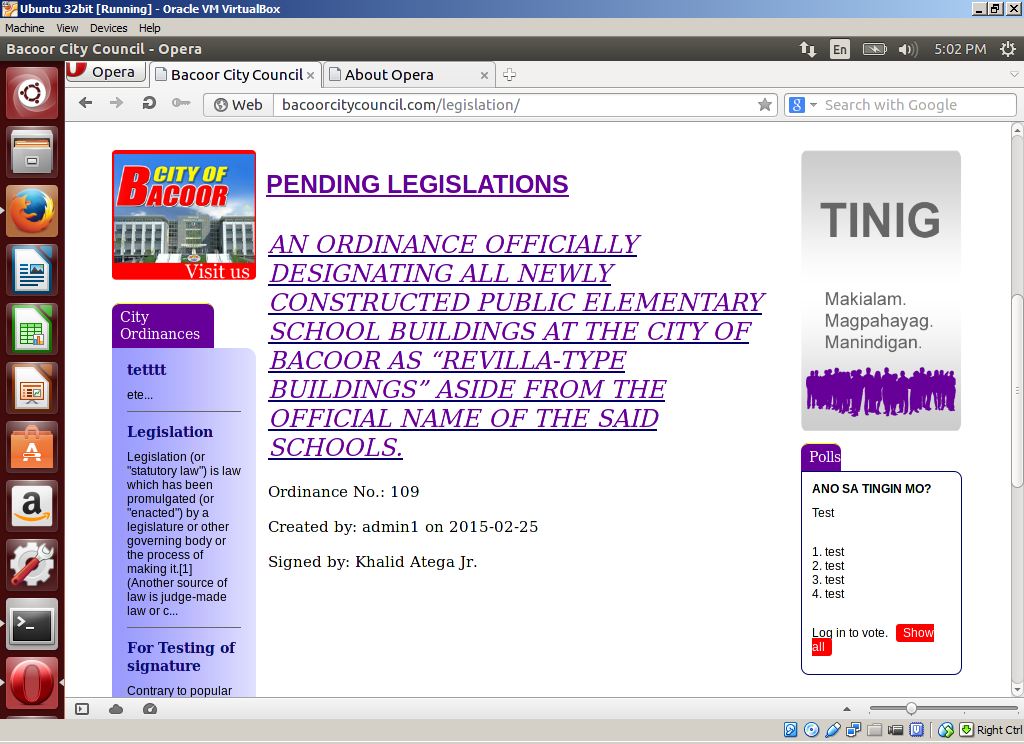 Ubuntu 32bit [Running] - Oracle VM VirtualBox
Machine View Devices Help
Bacoor City Council - Opera
En
5:02 PM
Opera
Bacoor City Council
About Opera
Web
bacoorcitycouncil.com/legislation/
Search with Google
CITY OF
BACOOR
Visit us
City
Ordinances
tetttt
ete...
Legislation
Legislation (or
"statutory law") is law
which has been
promulgated (or
"enacted") by a
legislature or other
governing body or
the process of
making it.[1]
(Another source of
law is judge-made
law or c...
For Testing of
signature
Contrary to popular
PENDING LEGISLATIONS
AN ORDINANCE OFFICIALLY
DESIGNATING ALL NEWLY
CONSTRUCTED PUBLIC ELEMENTARY
SCHOOL BUILDINGS AT THE CITY OF
BACOOR AS “REVILLA-TYPE
BUILDINGS” ASIDE FROM THE
OFFICIAL NAME OF THE SAID
SCHOOLS.
Ordinance No.: 109
Created by: admin1 on 2015-02-25
Signed by: Khalid Atega Jr.
TINIG
Makialam.
Magpahayag.
Manindigan.
Polls
ANO SA TINGIN MO?
Test
1. test
2. test
3. test
4. test
Log in to vote. Show
all
Right Ctrl